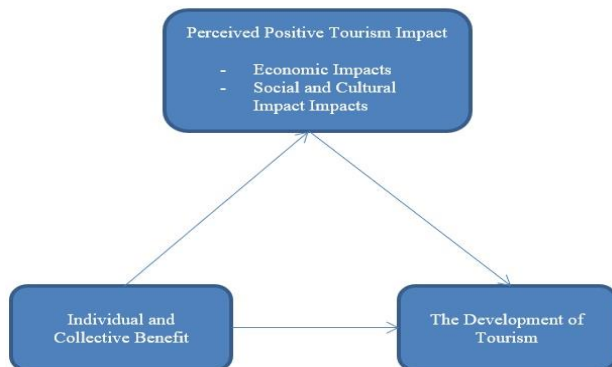 Perceived Positive Tourism Impact
- Economic Impacts
- Social and Cultural
Impact Impacts
Individual and
Collective Benefit
The Development of
Tourism